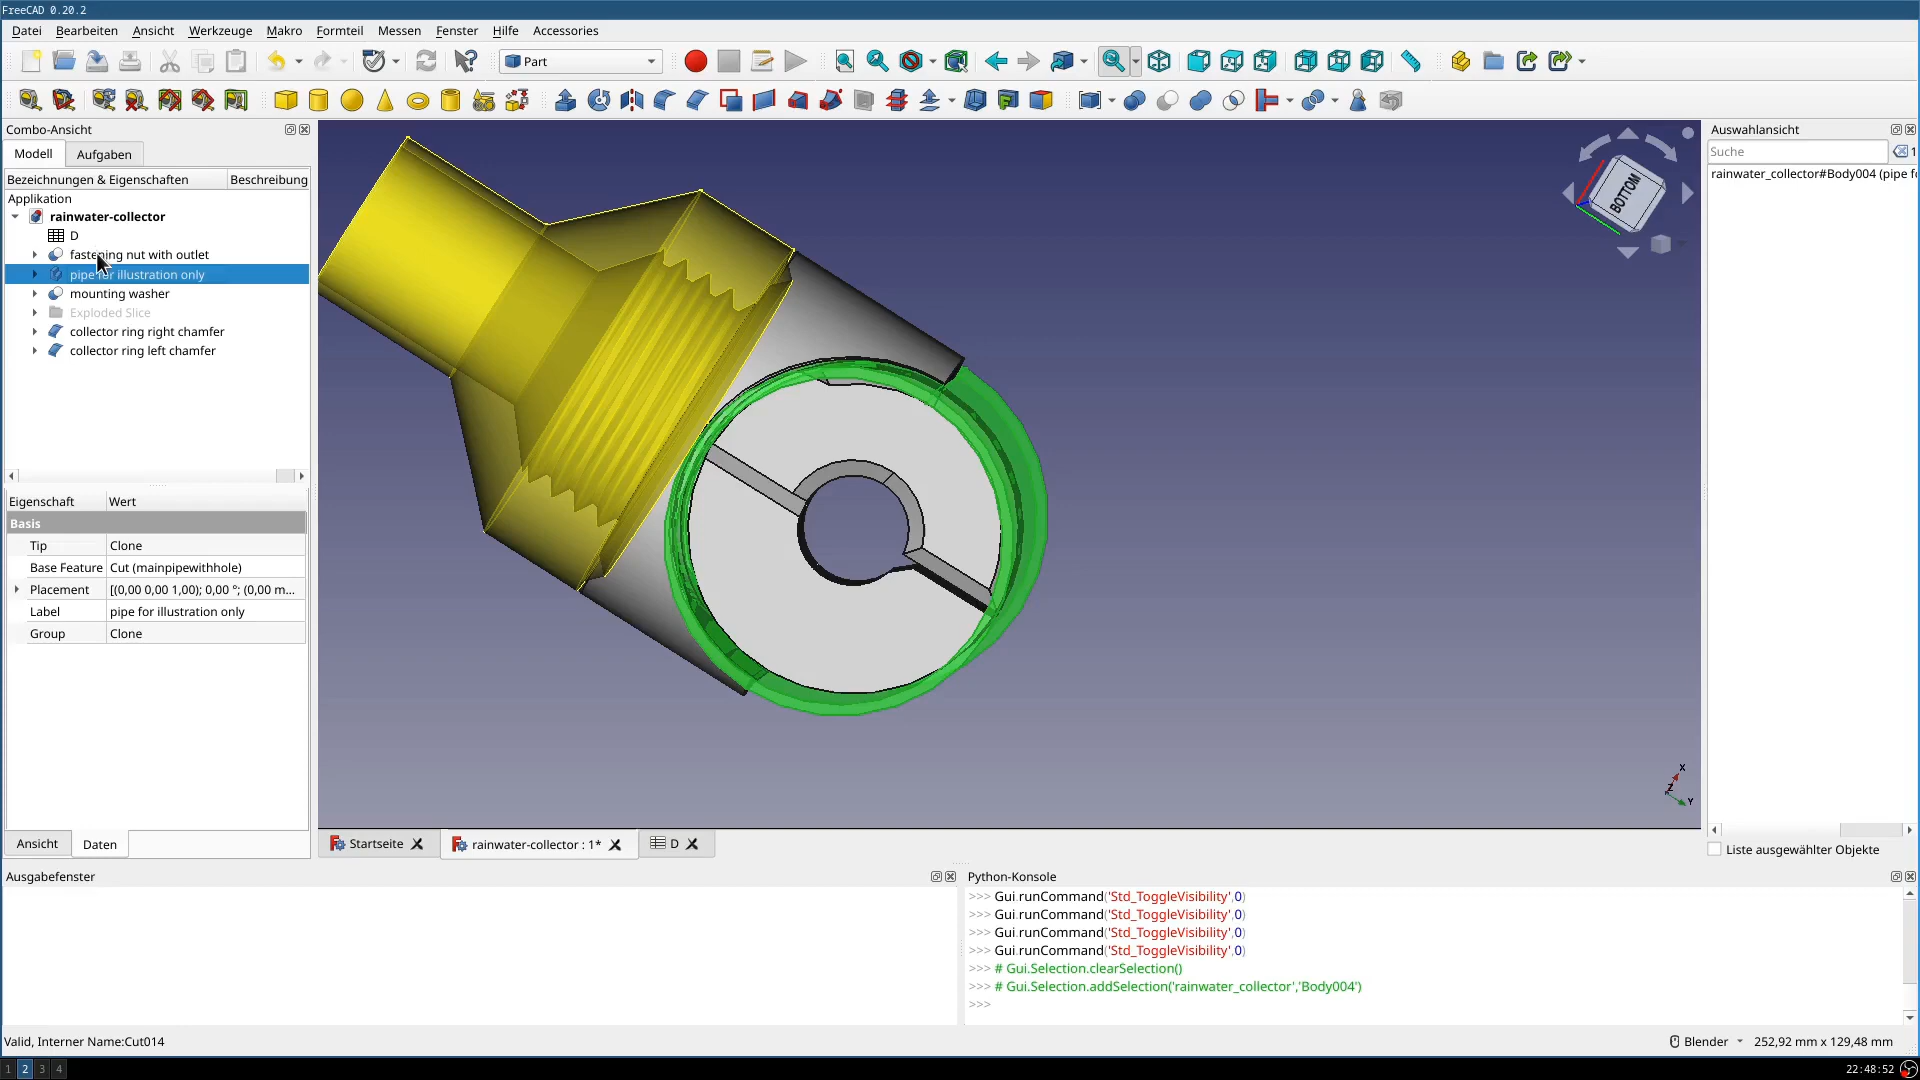 FreeCAD 0.20.2
Datei Bearbeiten Ansicht Werkzeuge Makro Formteil Messen Fenster Hilfe Accessories
Part
Combo-Ansicht
Modell Aufgaben
Bezeichnungen & Eigenschaften Beschreibung
Applikation
rainwater-collector
D
fastening nut with outlet
pipe for illustration only
mounting washer
Exploded Slice
collector ring right chamfer
collector ring left chamfer
Eigenschaft Wert
Basis
Tip Clone
Base Feature Cut (mainpipewithhole)
Placement [(0,00 0,00 1,00); 0,00 °; (0,00 m...
Label pipe for illustration only
Group Clone
Ansicht Daten
BOTTOM
X
Z
Y
Startseite rainwater-collector : 1* D
Auswahlansicht
Suche
1
rainwater_collector#Body004 (pipe f
Liste ausgewählter Objekte
Ausgabefenster
Python-Konsole
>>> Gui.runCommand('Std_ToggleVisibility',0)
>>> Gui.runCommand('Std_ToggleVisibility',0)
>>> Gui.runCommand('Std_ToggleVisibility',0)
>>> Gui.runCommand('Std_ToggleVisibility',0)
>>> # Gui.Selection.clearSelection()
>>> # Gui.Selection.addSelection('rainwater_collector','Body004')
>>>
Valid, Interner Name:Cut014
Blender 252,92 mm x 129,48 mm
1 2 3 4
22:48:52